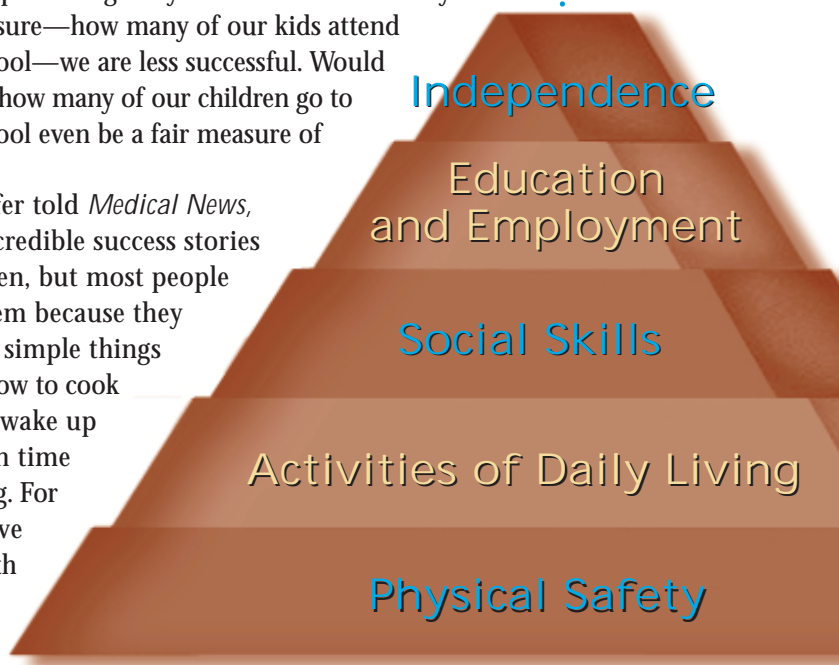 sure—how many of our kids attend
ool—we are less successful. Would
how many of our children go to
ool even be a fair measure of
fer told Medical News,
credible success stories
en, but most people
em because they
simple things
ow to cook
wake up
n time
g. For
ve
th
Independence
Education
and Employment
Social Skills
Activities of Daily Living
Physical Safety